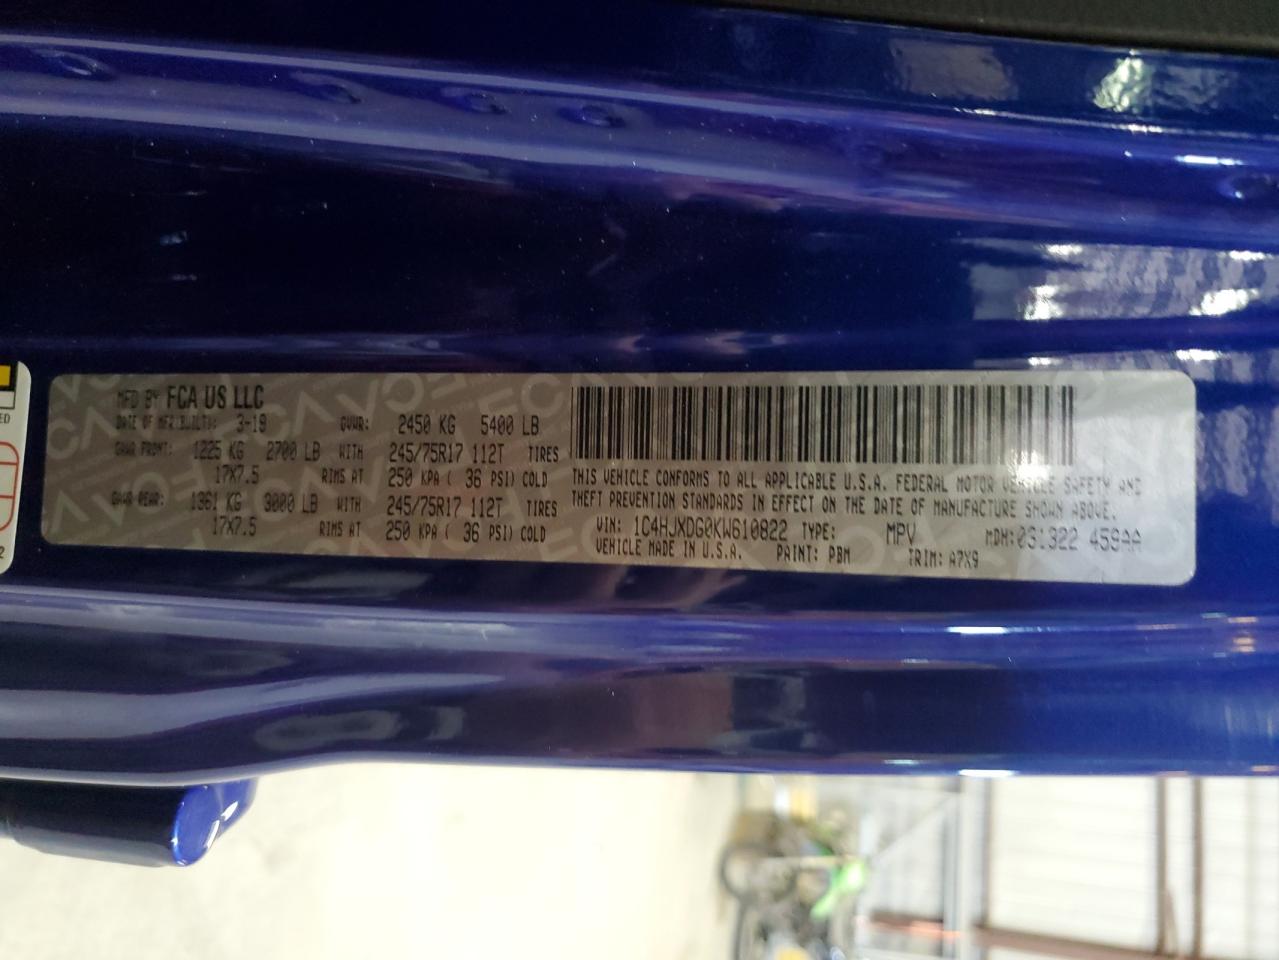 MFD BY FCA US LLC
DATE OF MFR/BUILT: 3-19 GVWR: 2450 KG 5400 LB
GAWR FRONT: 1225 KG 2700 LB WITH 245/75R17 112T TIRES
17X7.5 RIMS AT 250 KPA ( 36 PSI) COLD
GAWR REAR: 1361 KG 3000 LB WITH 245/75R17 112T TIRES
17X7.5 RIMS AT 250 KPA ( 36 PSI) COLD
THIS VEHICLE CONFORMS TO ALL APPLICABLE U.S.A. FEDERAL MOTOR VEHICLE SAFETY AND
THEFT PREVENTION STANDARDS IN EFFECT ON THE DATE OF MANUFACTURE SHOWN ABOVE.
VIN: 1C4HJXDG0KW610822 TYPE: MPV MDH: 031322 459AA
VEHICLE MADE IN U.S.A. PAINT: PBM TRIM: A7X9
ED
2